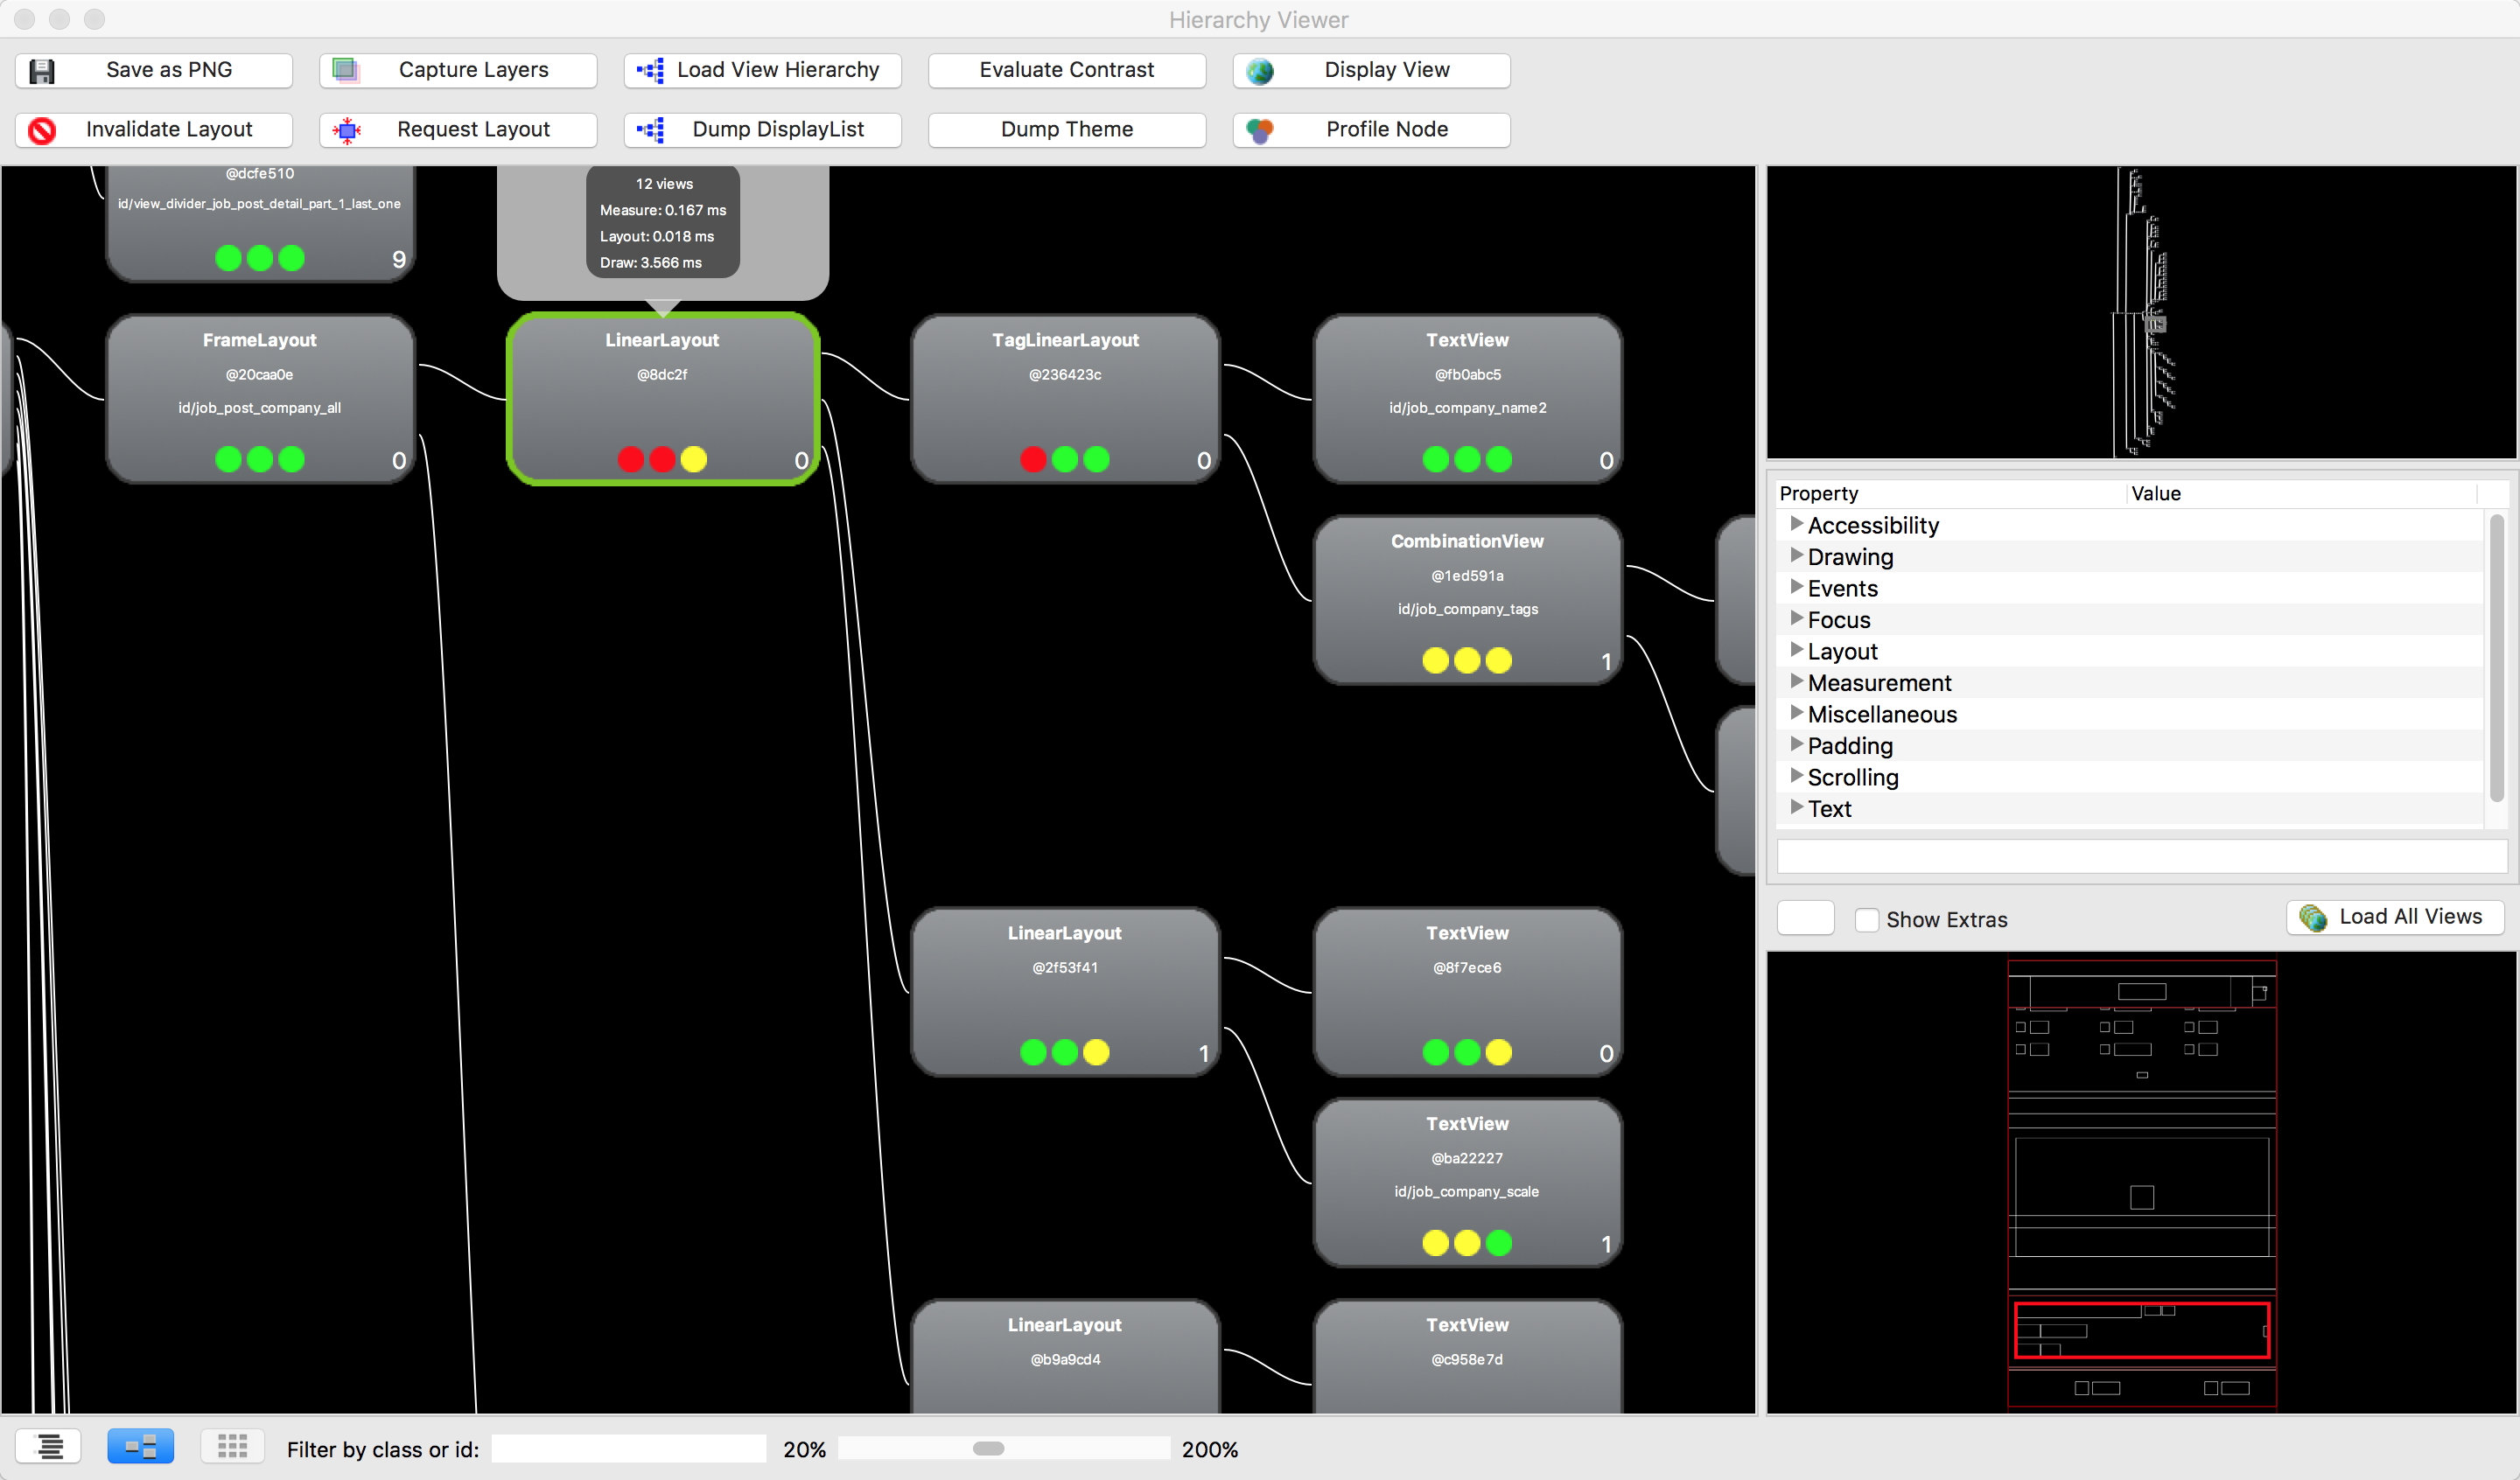 Hierarchy Viewer
Save as PNG
Capture Layers
Load View Hierarchy
Evaluate Contrast
Display View
Invalidate Layout
Request Layout
Dump DisplayList
Dump Theme
Profile Node
@dcfe510
id/view_divider_job_post_detail_part_1_last_one
9
12 views
Measure: 0.167 ms
Layout: 0.018 ms
Draw: 3.566 ms
FrameLayout
@20caa0e
id/job_post_company_all
0
LinearLayout
@8dc2f
0
TagLinearLayout
@236423c
0
TextView
@fb0abc5
id/job_company_name2
0
CombinationView
@1ed591a
id/job_company_tags
1
LinearLayout
@2f53f41
1
TextView
@8f7ece6
0
TextView
@ba22227
id/job_company_scale
1
LinearLayout
@b9a9cd4
TextView
@c958e7d
Property
Value
Accessibility
Drawing
Events
Focus
Layout
Measurement
Miscellaneous
Padding
Scrolling
Text
Show Extras
Load All Views
Filter by class or id:
20%
200%